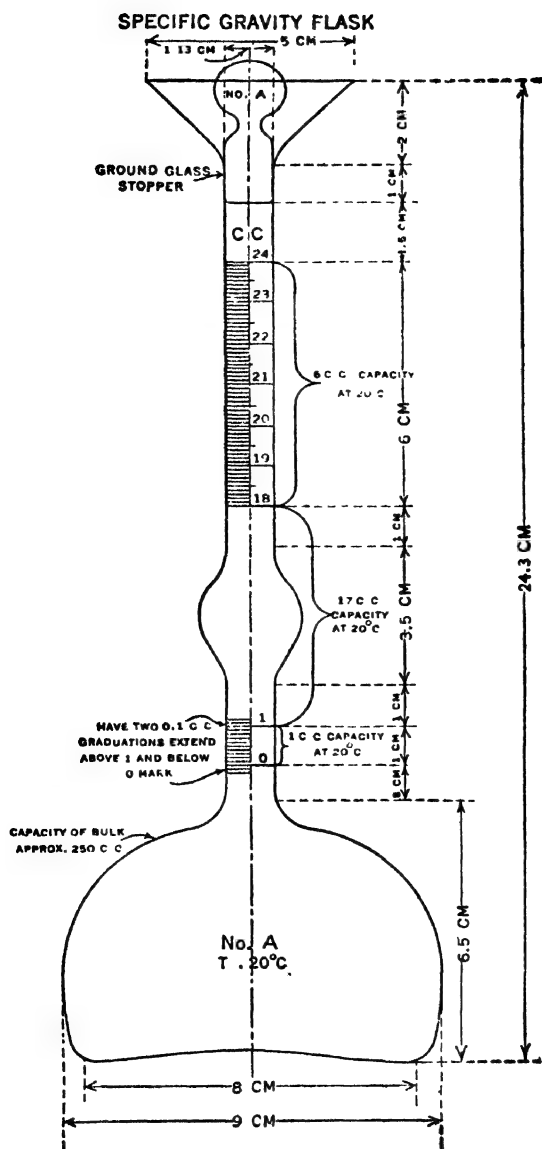 SPECIFIC GRAVITY FLASK
1 13 CM
5 CM
NO. A
2 CM
GROUND GLASS
STOPPER
1 CM
C C
1.5 CM
24
23
22
21
20
19
18
6 C C CAPACITY
AT 20°C
6 CM
1 CM
24.3 CM
17 C C
CAPACITY
AT 20°C
3.5 CM
HAVE TWO 0.1 C C
GRADUATIONS EXTEND
ABOVE 1 AND BELOW
0 MARK
1
0
1 C C CAPACITY
AT 20°C
1 CM
1 CM
8 CM
CAPACITY OF BULK
APPROX. 250 C C
6.5 CM
No. A
T . 20°C.
8 CM
9 CM